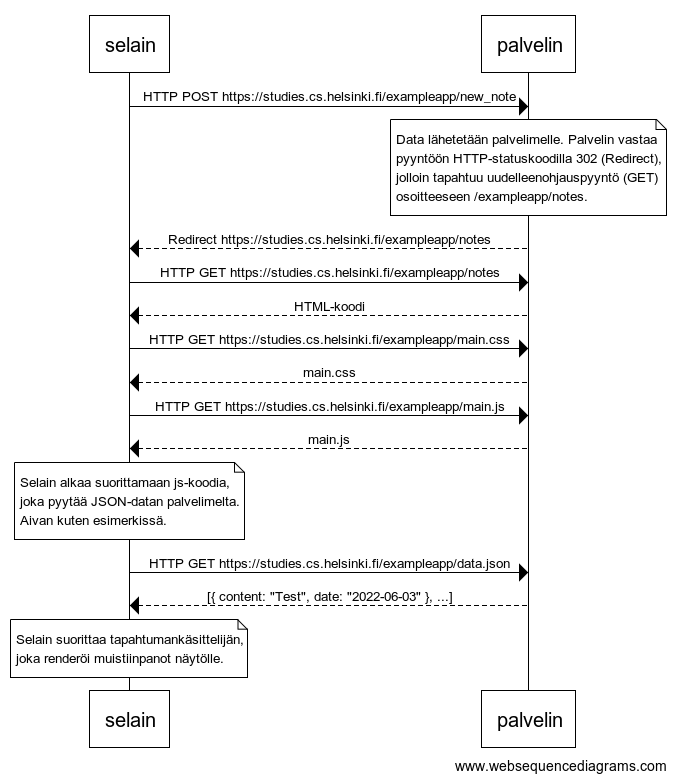 selain
palvelin
HTTP POST https://studies.cs.helsinki.fi/exampleapp/new_note
Data lähetetään palvelimelle. Palvelin vastaa
pyyntöön HTTP-statuskoodilla 302 (Redirect),
jolloin tapahtuu uudelleenohjauspyyntö (GET)
osoitteeseen /exampleapp/notes.
Redirect https://studies.cs.helsinki.fi/exampleapp/notes
HTTP GET https://studies.cs.helsinki.fi/exampleapp/notes
HTML-koodi
HTTP GET https://studies.cs.helsinki.fi/exampleapp/main.css
main.css
HTTP GET https://studies.cs.helsinki.fi/exampleapp/main.js
main.js
Selain alkaa suorittamaan js-koodia,
joka pyytää JSON-datan palvelimelta.
Aivan kuten esimerkissä.
HTTP GET https://studies.cs.helsinki.fi/exampleapp/data.json
[{ content: "Test", date: "2022-06-03" }, ...]
Selain suorittaa tapahtumankäsittelijän,
joka renderöi muistiinpanot näytölle.
selain
palvelin
www.websequencediagrams.com